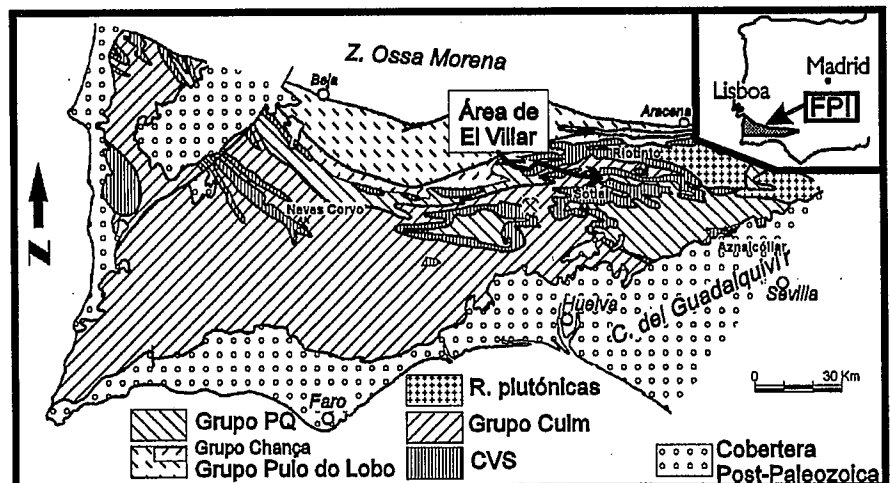 Z. Ossa Morena
Beja
Madrid
Lisboa
FPI
Aracena
Área de
El Villar
Riotinto
Sotiel
Neves Corvo
Aznalcóllar
Sevilla
Huelva
C. del Guadalquivir
N
0 30 Km
Faro
R. plutónicas
Grupo PQ
Grupo Culm
Grupo Chança
Grupo Pulo do Lobo
CVS
Cobertera
Post-Paleozoica